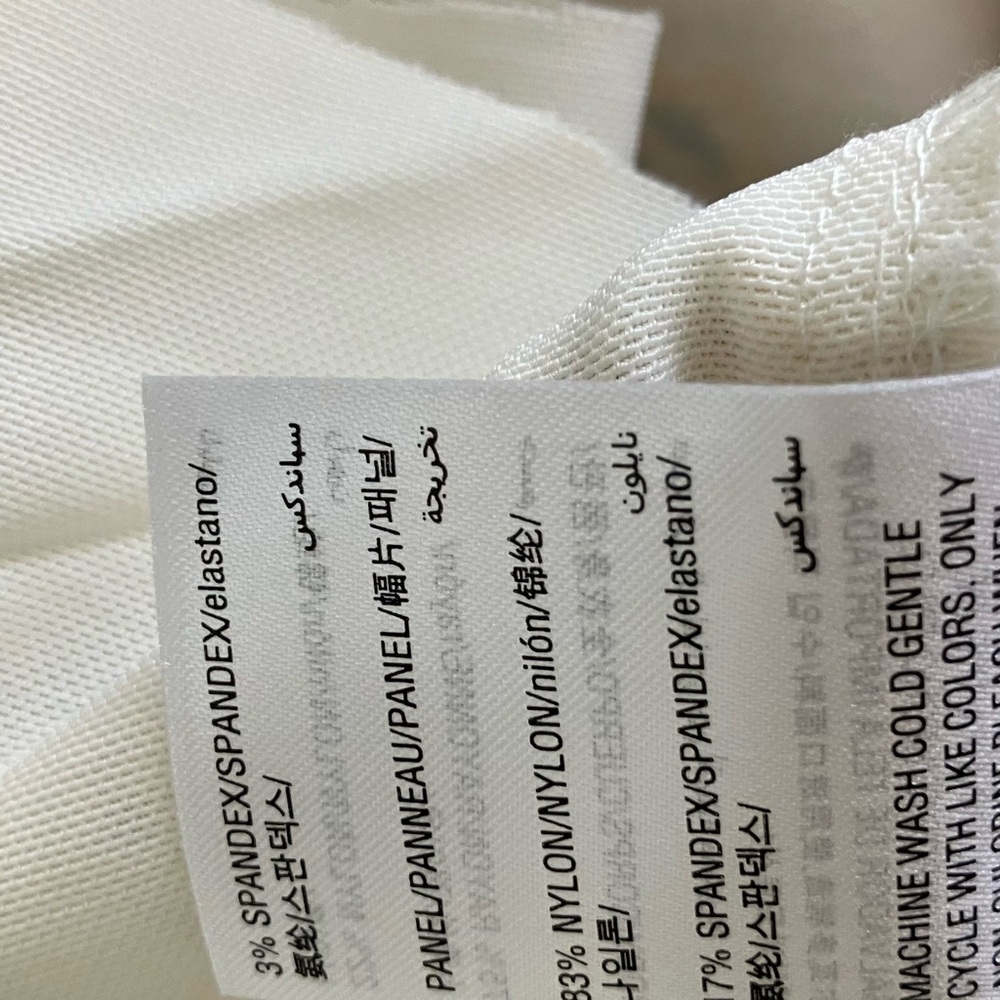 3% SPANDEX/SPANDEX/elastano/
氨纶/스판덱스/ سباندكس
PANEL/PANNEAU/PANEL/幅片/패널/
تخريجة
83% NYLON/NYLON/nilón/锦纶/
나일론/ نايلون
17% SPANDEX/SPANDEX/elastano/
氨纶/스판덱스/ سباندكس
MACHINE WASH COLD GENTLE
CYCLE WITH LIKE COLORS. ONLY